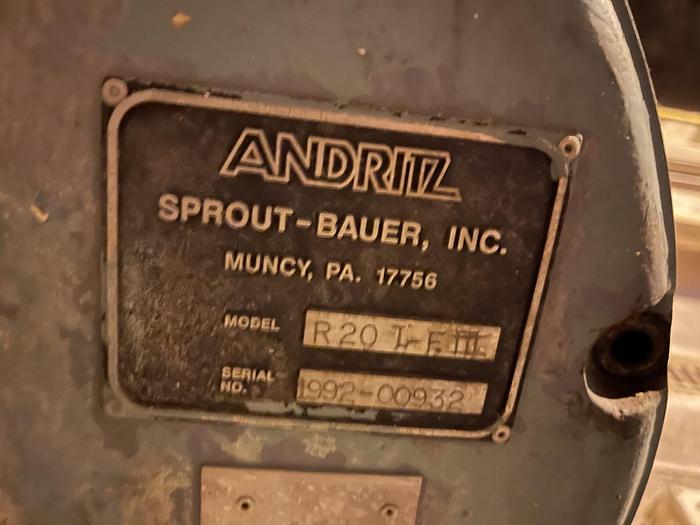 ANDRITZ
SPROUT-BAUER, INC.
MUNCY, PA. 17756
MODEL R20 I-F III
SERIAL NO. 1992-00932